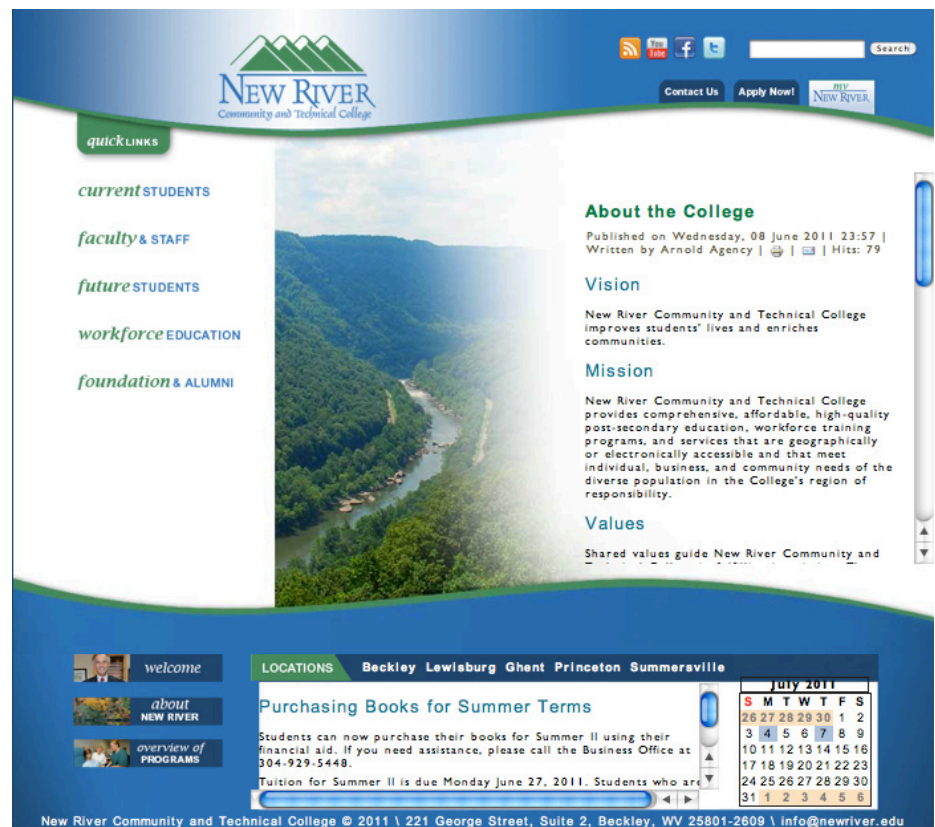 New River
Community and Technical College
You
Tube
Search
Contact Us
Apply Now!
my
New River
quick LINKS
current STUDENTS
faculty & STAFF
future STUDENTS
workforce EDUCATION
foundation & ALUMNI
About the College
Published on Wednesday, 08 June 2011 23:57 |
Written by Arnold Agency | | | Hits: 79
Vision
New River Community and Technical College
improves students' lives and enriches
communities.
Mission
New River Community and Technical College
provides comprehensive, affordable, high-quality
post-secondary education, workforce training
programs, and services that are geographically
or electronically accessible and that meet
individual, business, and community needs of the
diverse population in the College's region of
responsibility.
Values
Shared values guide New River Community and
welcome
about
NEW RIVER
overview of
PROGRAMS
LOCATIONS Beckley Lewisburg Ghent Princeton Summersville
Purchasing Books for Summer Terms
Students can now purchase their books for Summer II using their
financial aid. If you need assistance, please call the Business Office at
304-929-5448.
Tuition for Summer II is due Monday June 27, 2011. Students who are
July 2011
S M T W T F S
26 27 28 29 30 1 2
3 4 5 6 7 8 9
10 11 12 13 14 15 16
17 18 19 20 21 22 23
24 25 26 27 28 29 30
31 1 2 3 4 5 6
New River Community and Technical College © 2011 \ 221 George Street, Suite 2, Beckley, WV 25801-2609 \ info@newriver.edu